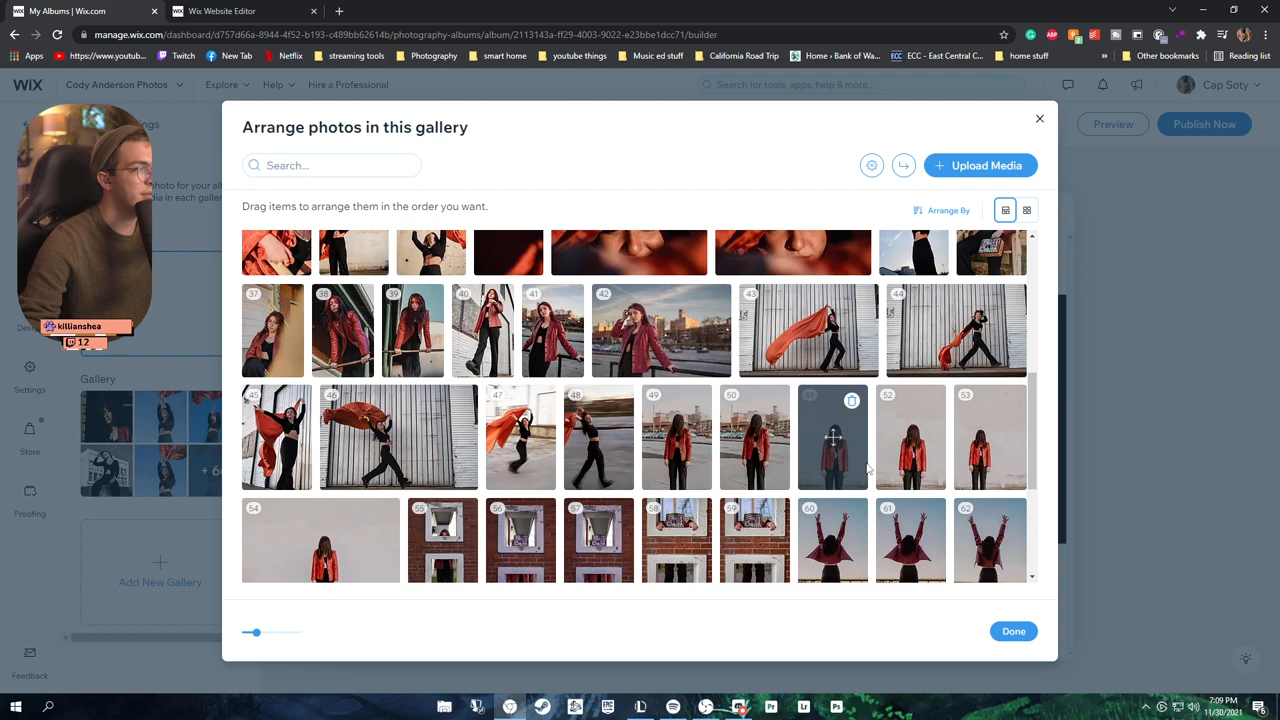 My Albums | Wix.com
Wix.com
manage.wix.com/dashboard/d757d66a-8944-4f52-b193-c489bb62614b/photography-albums/album/2113143a-ff29-4003-9022-e23bbe1dcc71/builder
Apps
https://www.youtub...
Twitch
New Tab
Netflix
streaming tools
Photography
smart home
youtube things
Music ed stuff
California Road Trip
Home › Bank of Wa...
ECC - East Central C...
home stuff
Other bookmarks
Reading list
WIX
Cody Anderson Photos
Explore
Help
Hire a Professional
Search for tools, apps, help & more...
Cap Soty
Preview
Publish Now
Arrange photos in this gallery
Search...
Upload Media
Drag items to arrange them in the order you want.
Arrange By
killianshea
12
Settings
Store
Proofing
Feedback
Gallery
Add New Gallery
37
38
39
40
41
42
43
44
45
46
47
48
49
50
51
52
53
54
55
56
57
58
59
60
61
62
Done
7:09 PM
11/30/2021